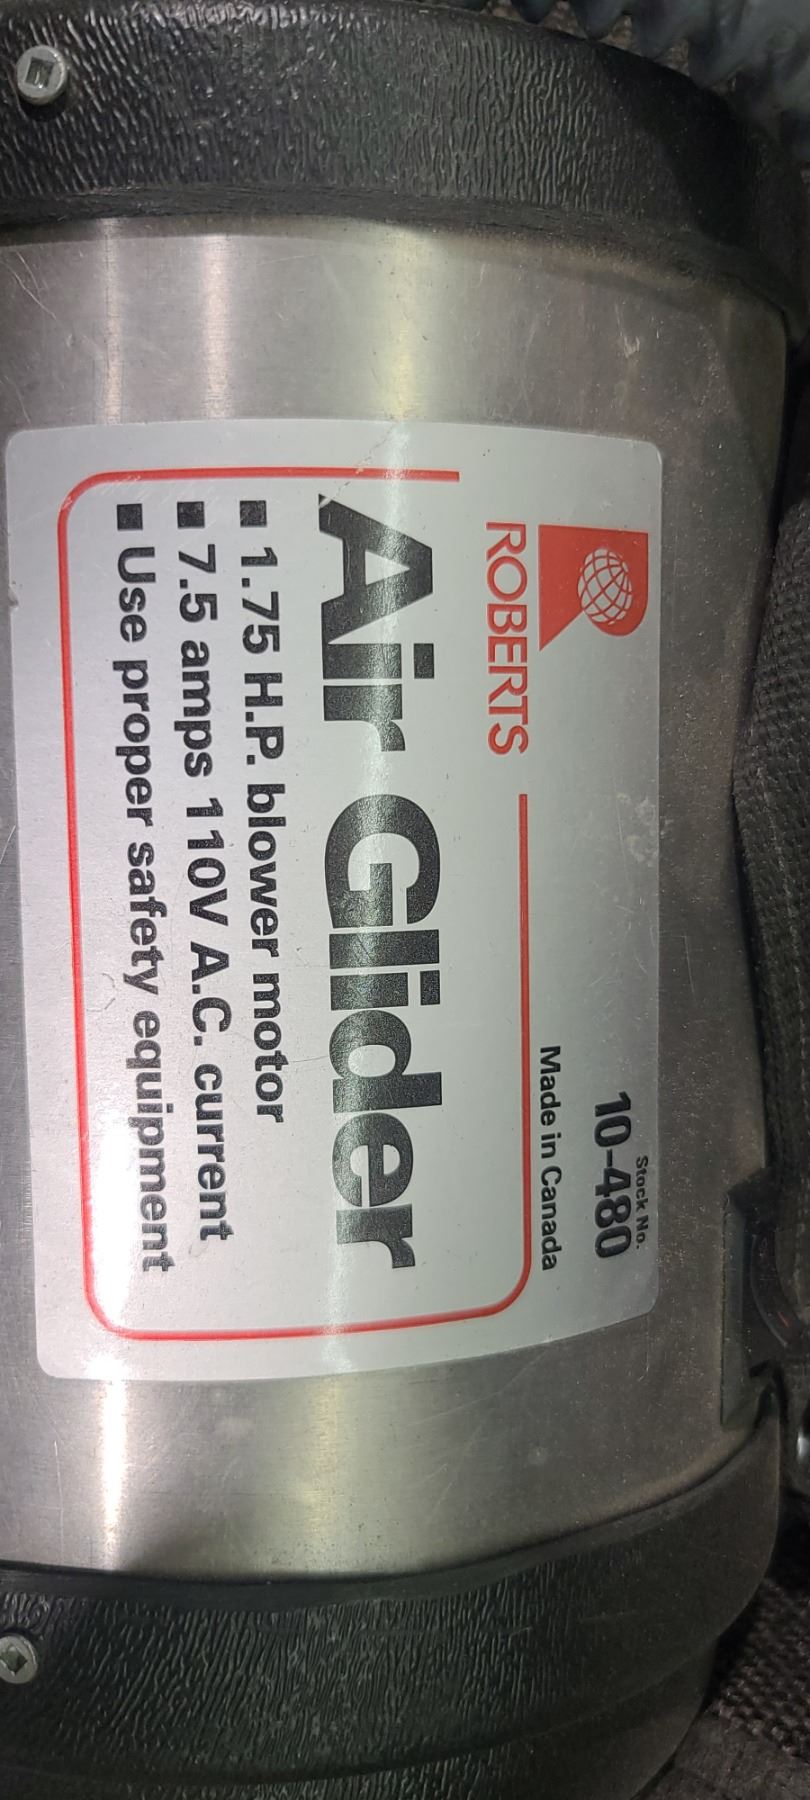 Stock No.
10-480
ROBERTS
Made in Canada
Air Glider
■ 1.75 H.P. blower motor
■ 7.5 amps 110V A.C. current
■ Use proper safety equipment